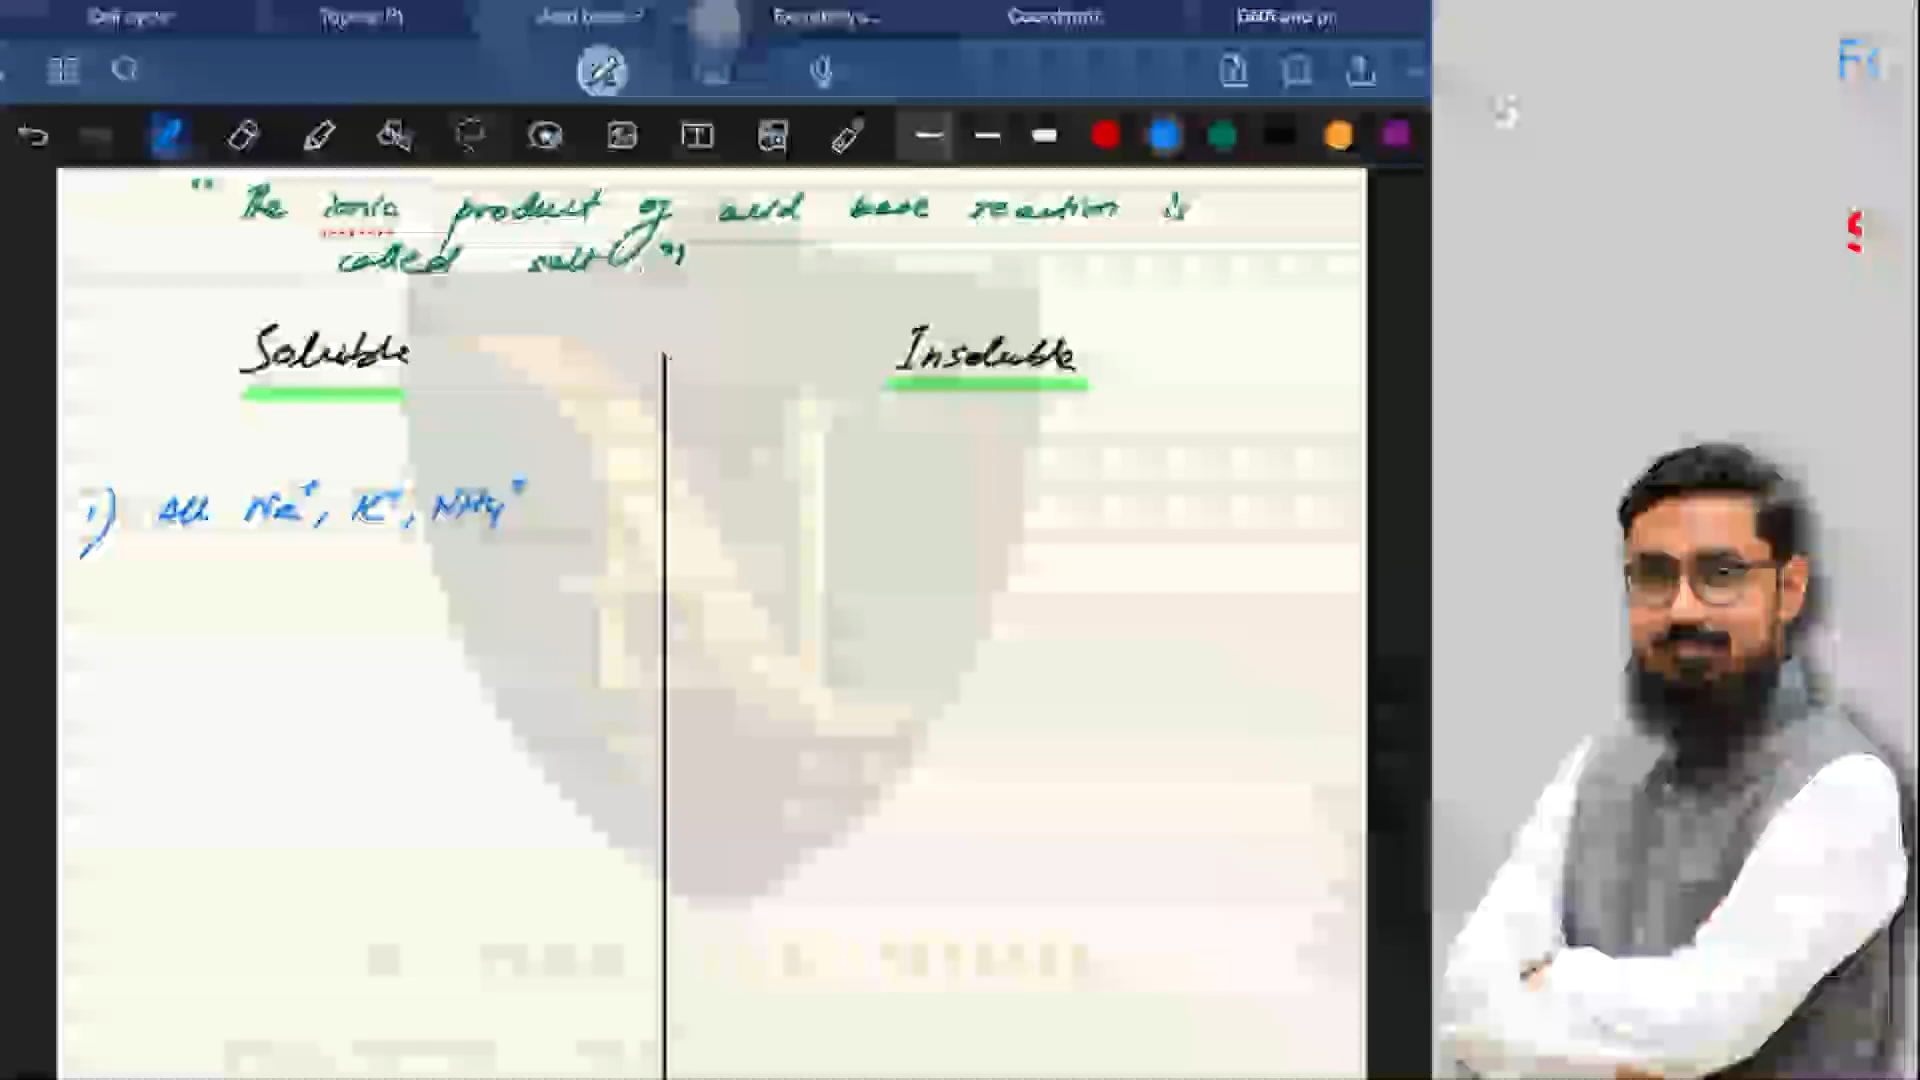 " The ionic product of acid base reaction is
called salt "
Soluble
Insoluble
1) All Na⁺, K⁺, NH₄⁺